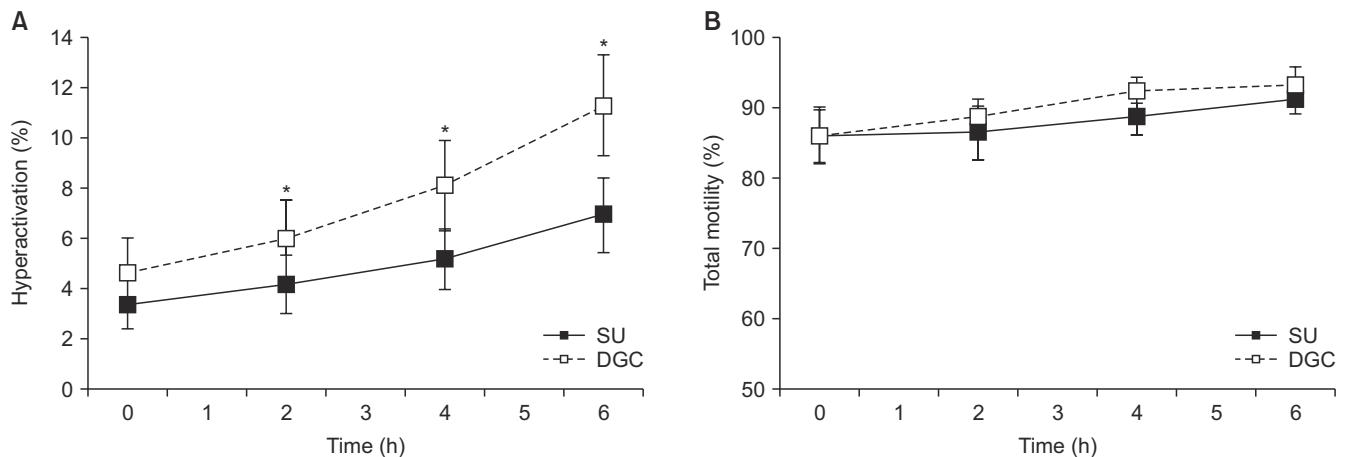 A
14
12
10
8
6
4
2
0
Hyperactivation (%)
*
*
*
SU
DGC
0 1 2 3 4 5 6
Time (h)
B
100
90
80
70
60
50
Total motility (%)
SU
DGC
0 1 2 3 4 5 6
Time (h)